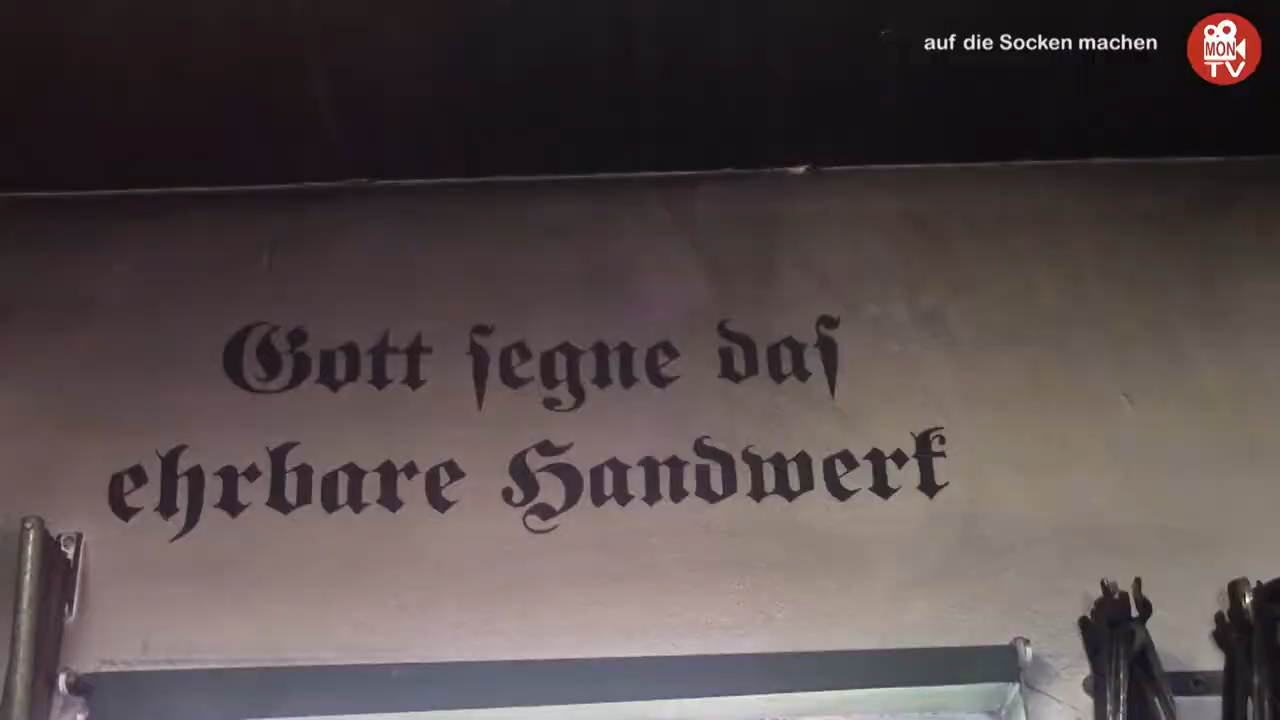 auf die Socken machen
MON
TV
Gott ſegne daſ
ehrbare Handwerk